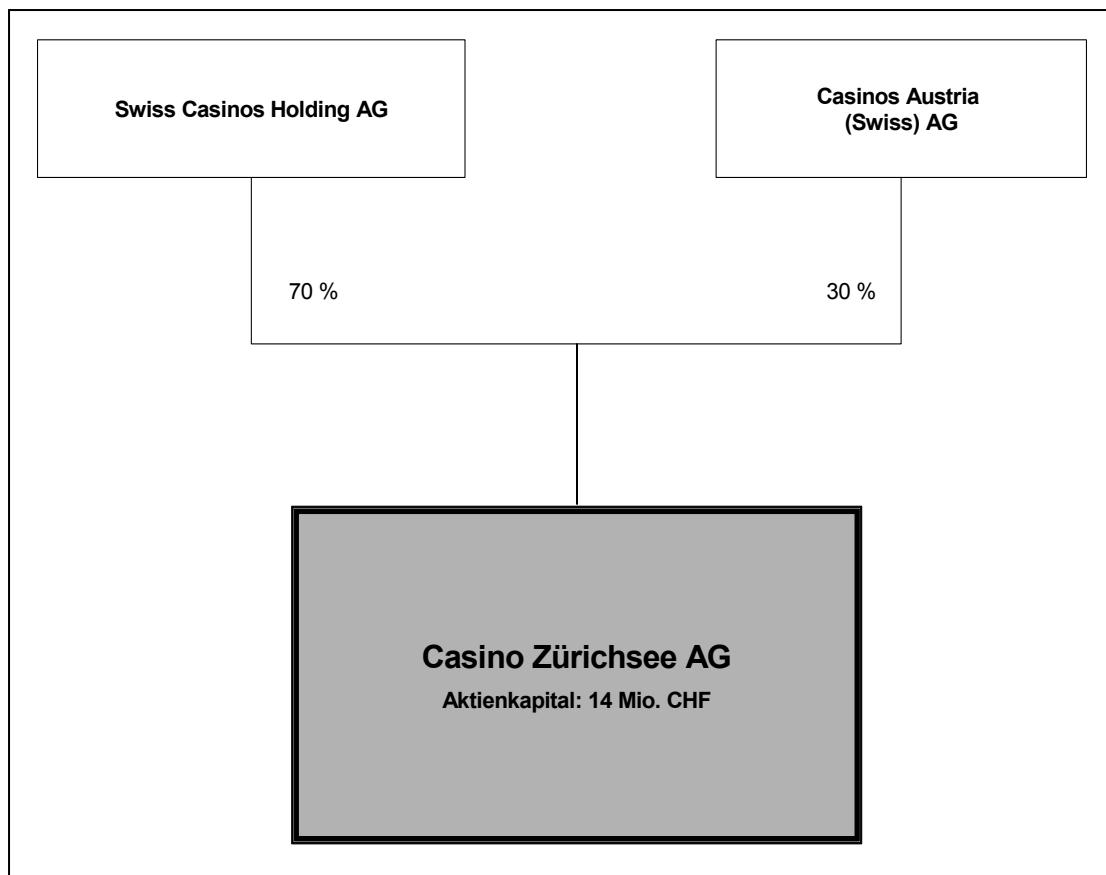 Swiss Casinos Holding AG
Casinos Austria
(Swiss) AG
70 %
30 %
Casino Zürichsee AG
Aktienkapital: 14 Mio. CHF